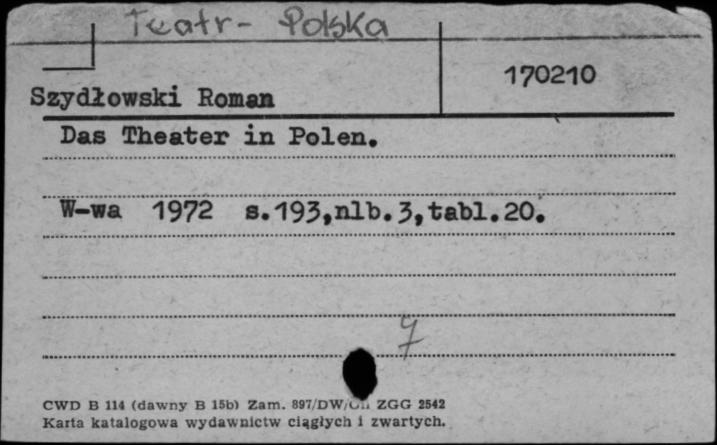 Teatr - Polska
170210
Szydłowski Roman
Das Theater in Polen.
W-wa 1972 s.193,nlb.3,tabl.20.
7
CWD B 114 (dawny B 15b) Zam. 897/DW/ ZGG 2542
Karta katalogowa wydawnictw ciągłych i zwartych.